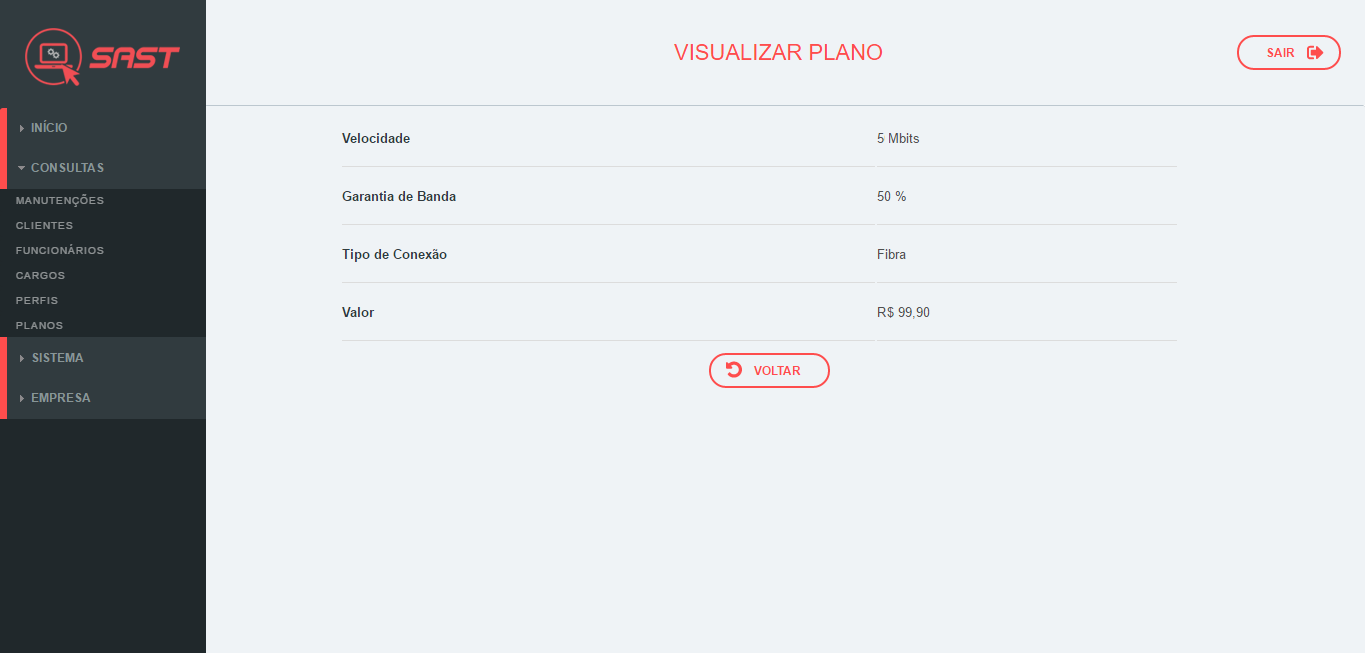 SAST
VISUALIZAR PLANO
SAIR
INÍCIO
CONSULTAS
MANUTENÇÕES
CLIENTES
FUNCIONÁRIOS
CARGOS
PERFIS
PLANOS
SISTEMA
EMPRESA
Velocidade 5 Mbits
Garantia de Banda 50 %
Tipo de Conexão Fibra
Valor R$ 99,90
VOLTAR